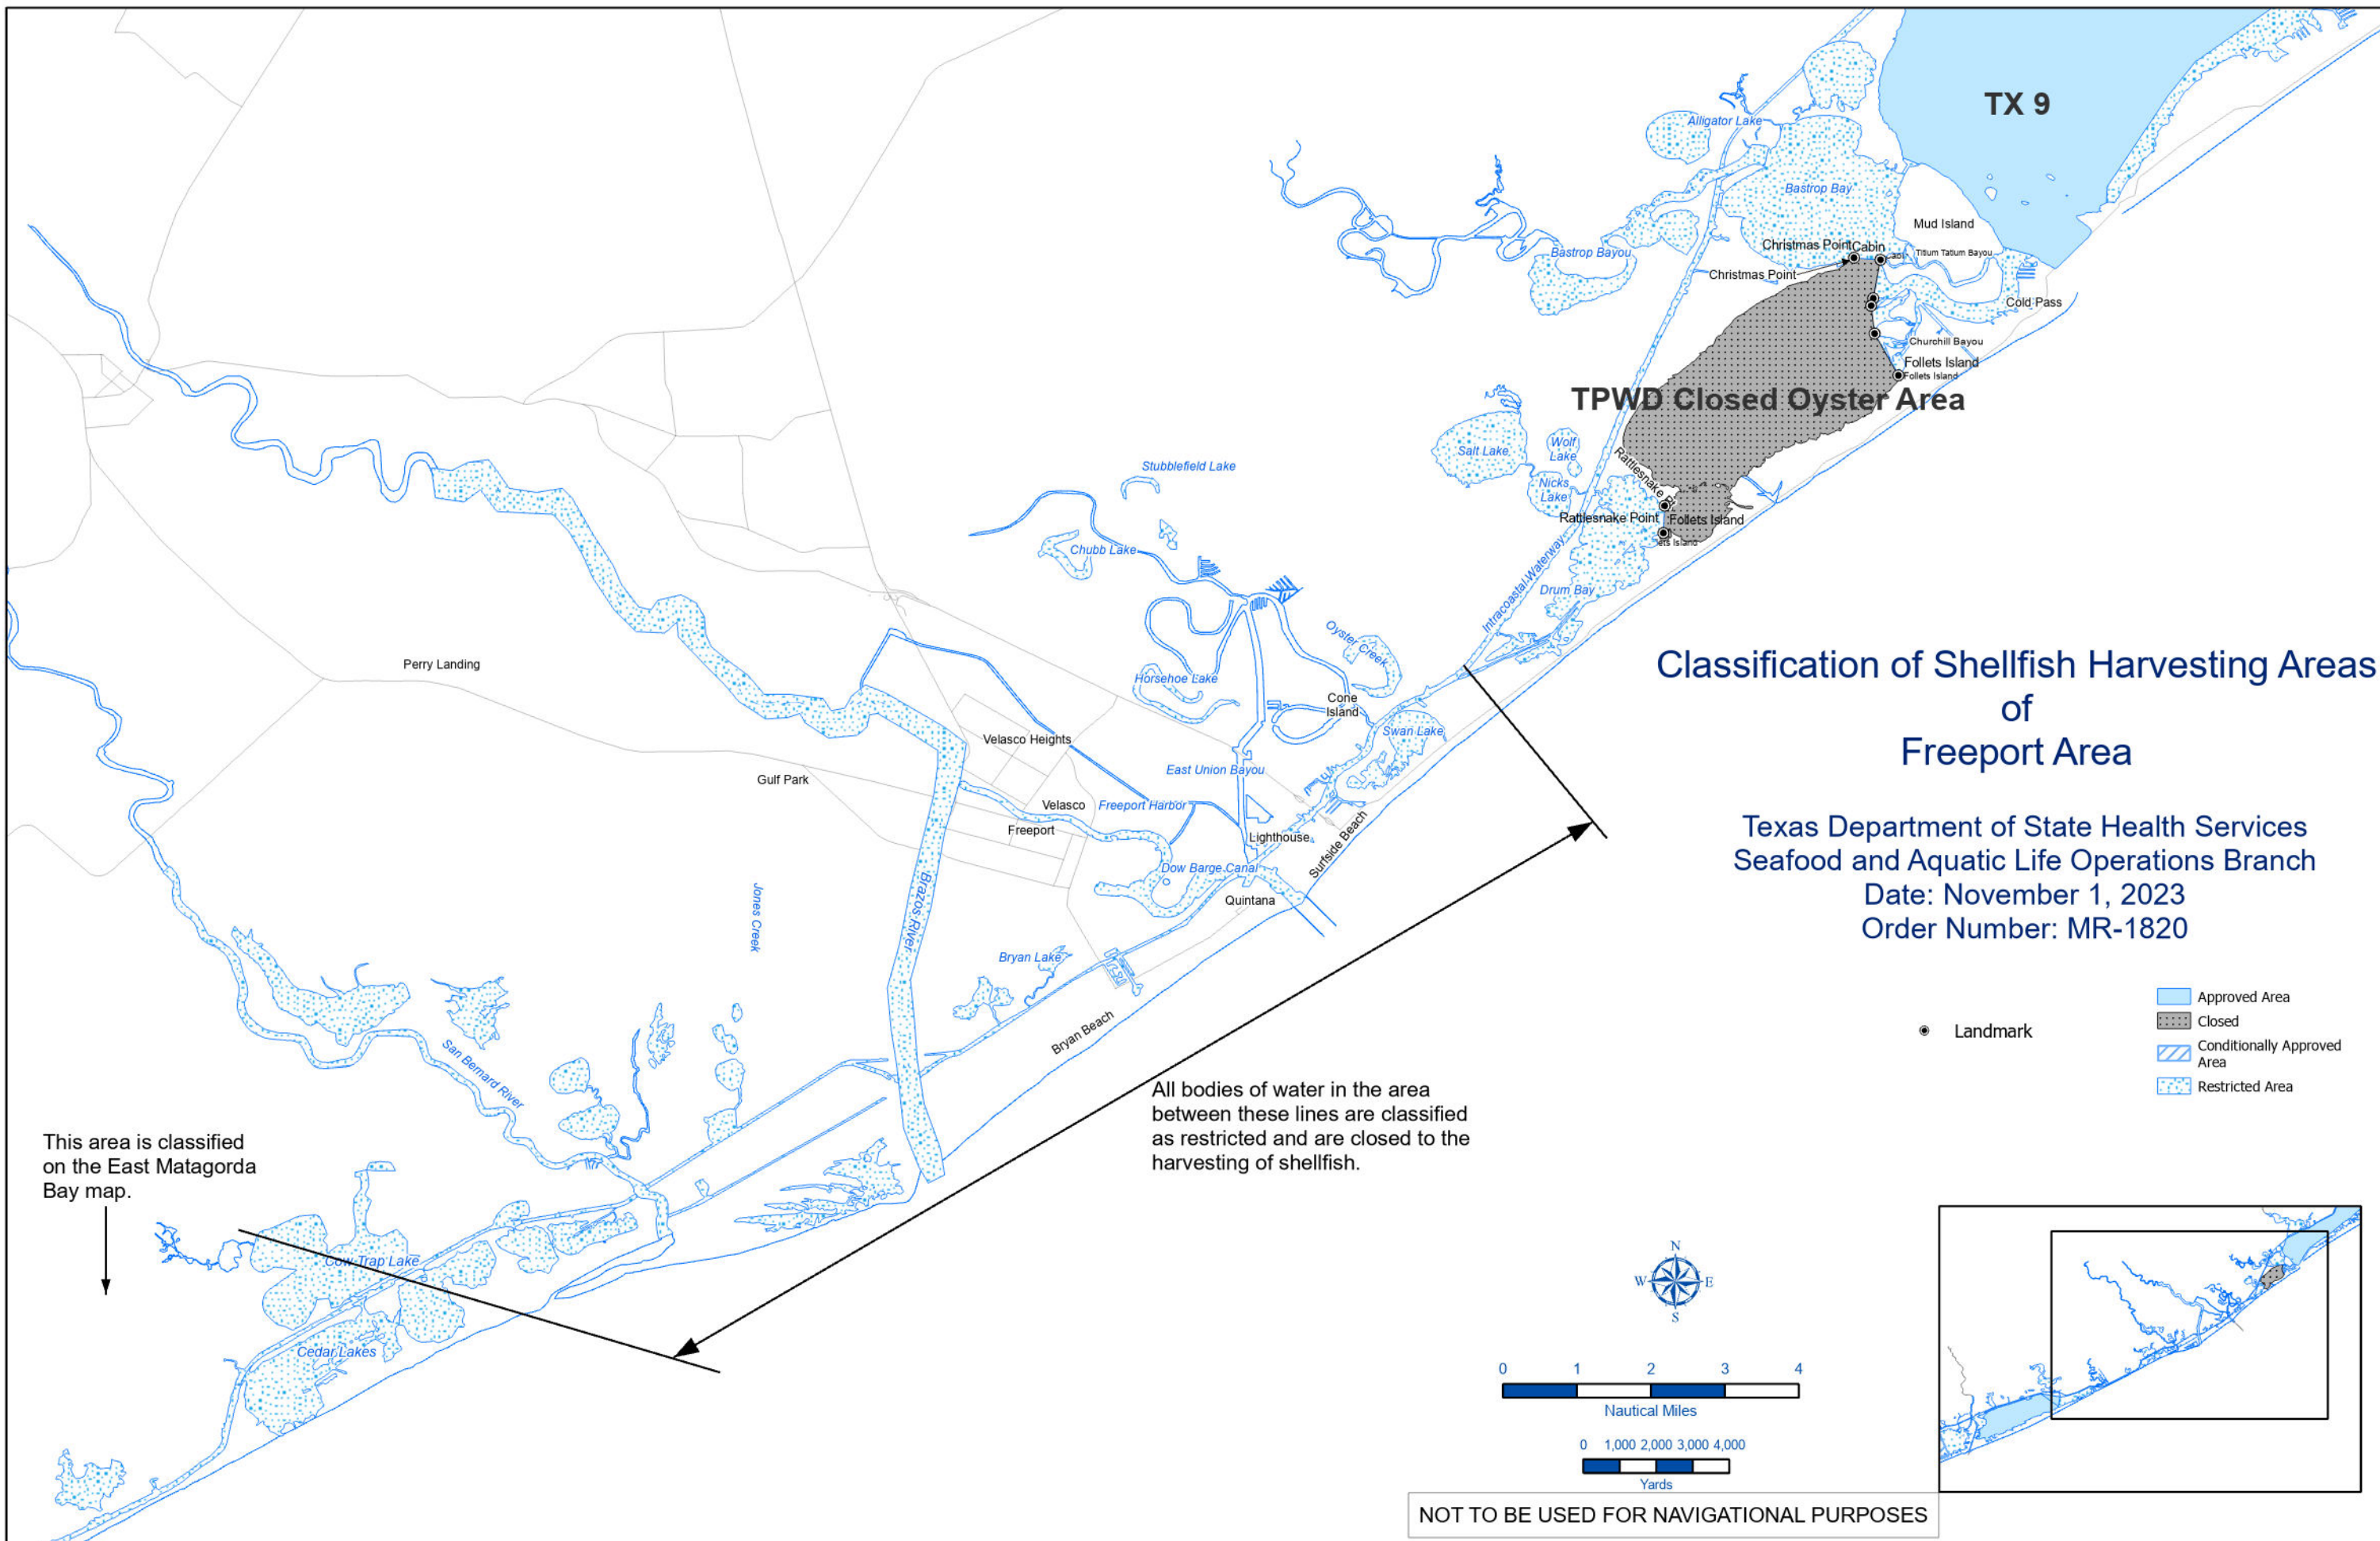 TX 9
Alligator Lake
Bastrop Bay
Mud Island
Christmas Point
Cabin
Titium Tatium Bayou
Bastrop Bayou
Christmas Point
Cold Pass
Churchill Bayou
Follets Island
Follets Island
TPWD Closed Oyster Area
Salt Lake
Wolf
Lake
Rattlesnake Pt.
Stubblefield Lake
Nicks
Lake
Rattlesnake Point
Follets Island
Chubb Lake
Intracoastal Waterway
Drum Bay
Oyster Creek
Perry Landing
Horsehoe Lake
Cone
Island
Swan Lake
Velasco Heights
East Union Bayou
Gulf Park
Velasco
Freeport Harbor
Freeport
Lighthouse
Surfside Beach
Dow Barge Canal
Quintana
Jones Creek
Brazos River
Bryan Lake
Bryan Beach
San Bernard River
Cow Trap Lake
Cedar Lakes
Classification of Shellfish Harvesting Areas
of
Freeport Area
Texas Department of State Health Services
Seafood and Aquatic Life Operations Branch
Date: November 1, 2023
Order Number: MR-1820
Landmark
Approved Area
Closed
Conditionally Approved
Area
Restricted Area
All bodies of water in the area
between these lines are classified
as restricted and are closed to the
harvesting of shellfish.
This area is classified
on the East Matagorda
Bay map.
N
W E
S
0 1 2 3 4
Nautical Miles
0 1,000 2,000 3,000 4,000
Yards
NOT TO BE USED FOR NAVIGATIONAL PURPOSES